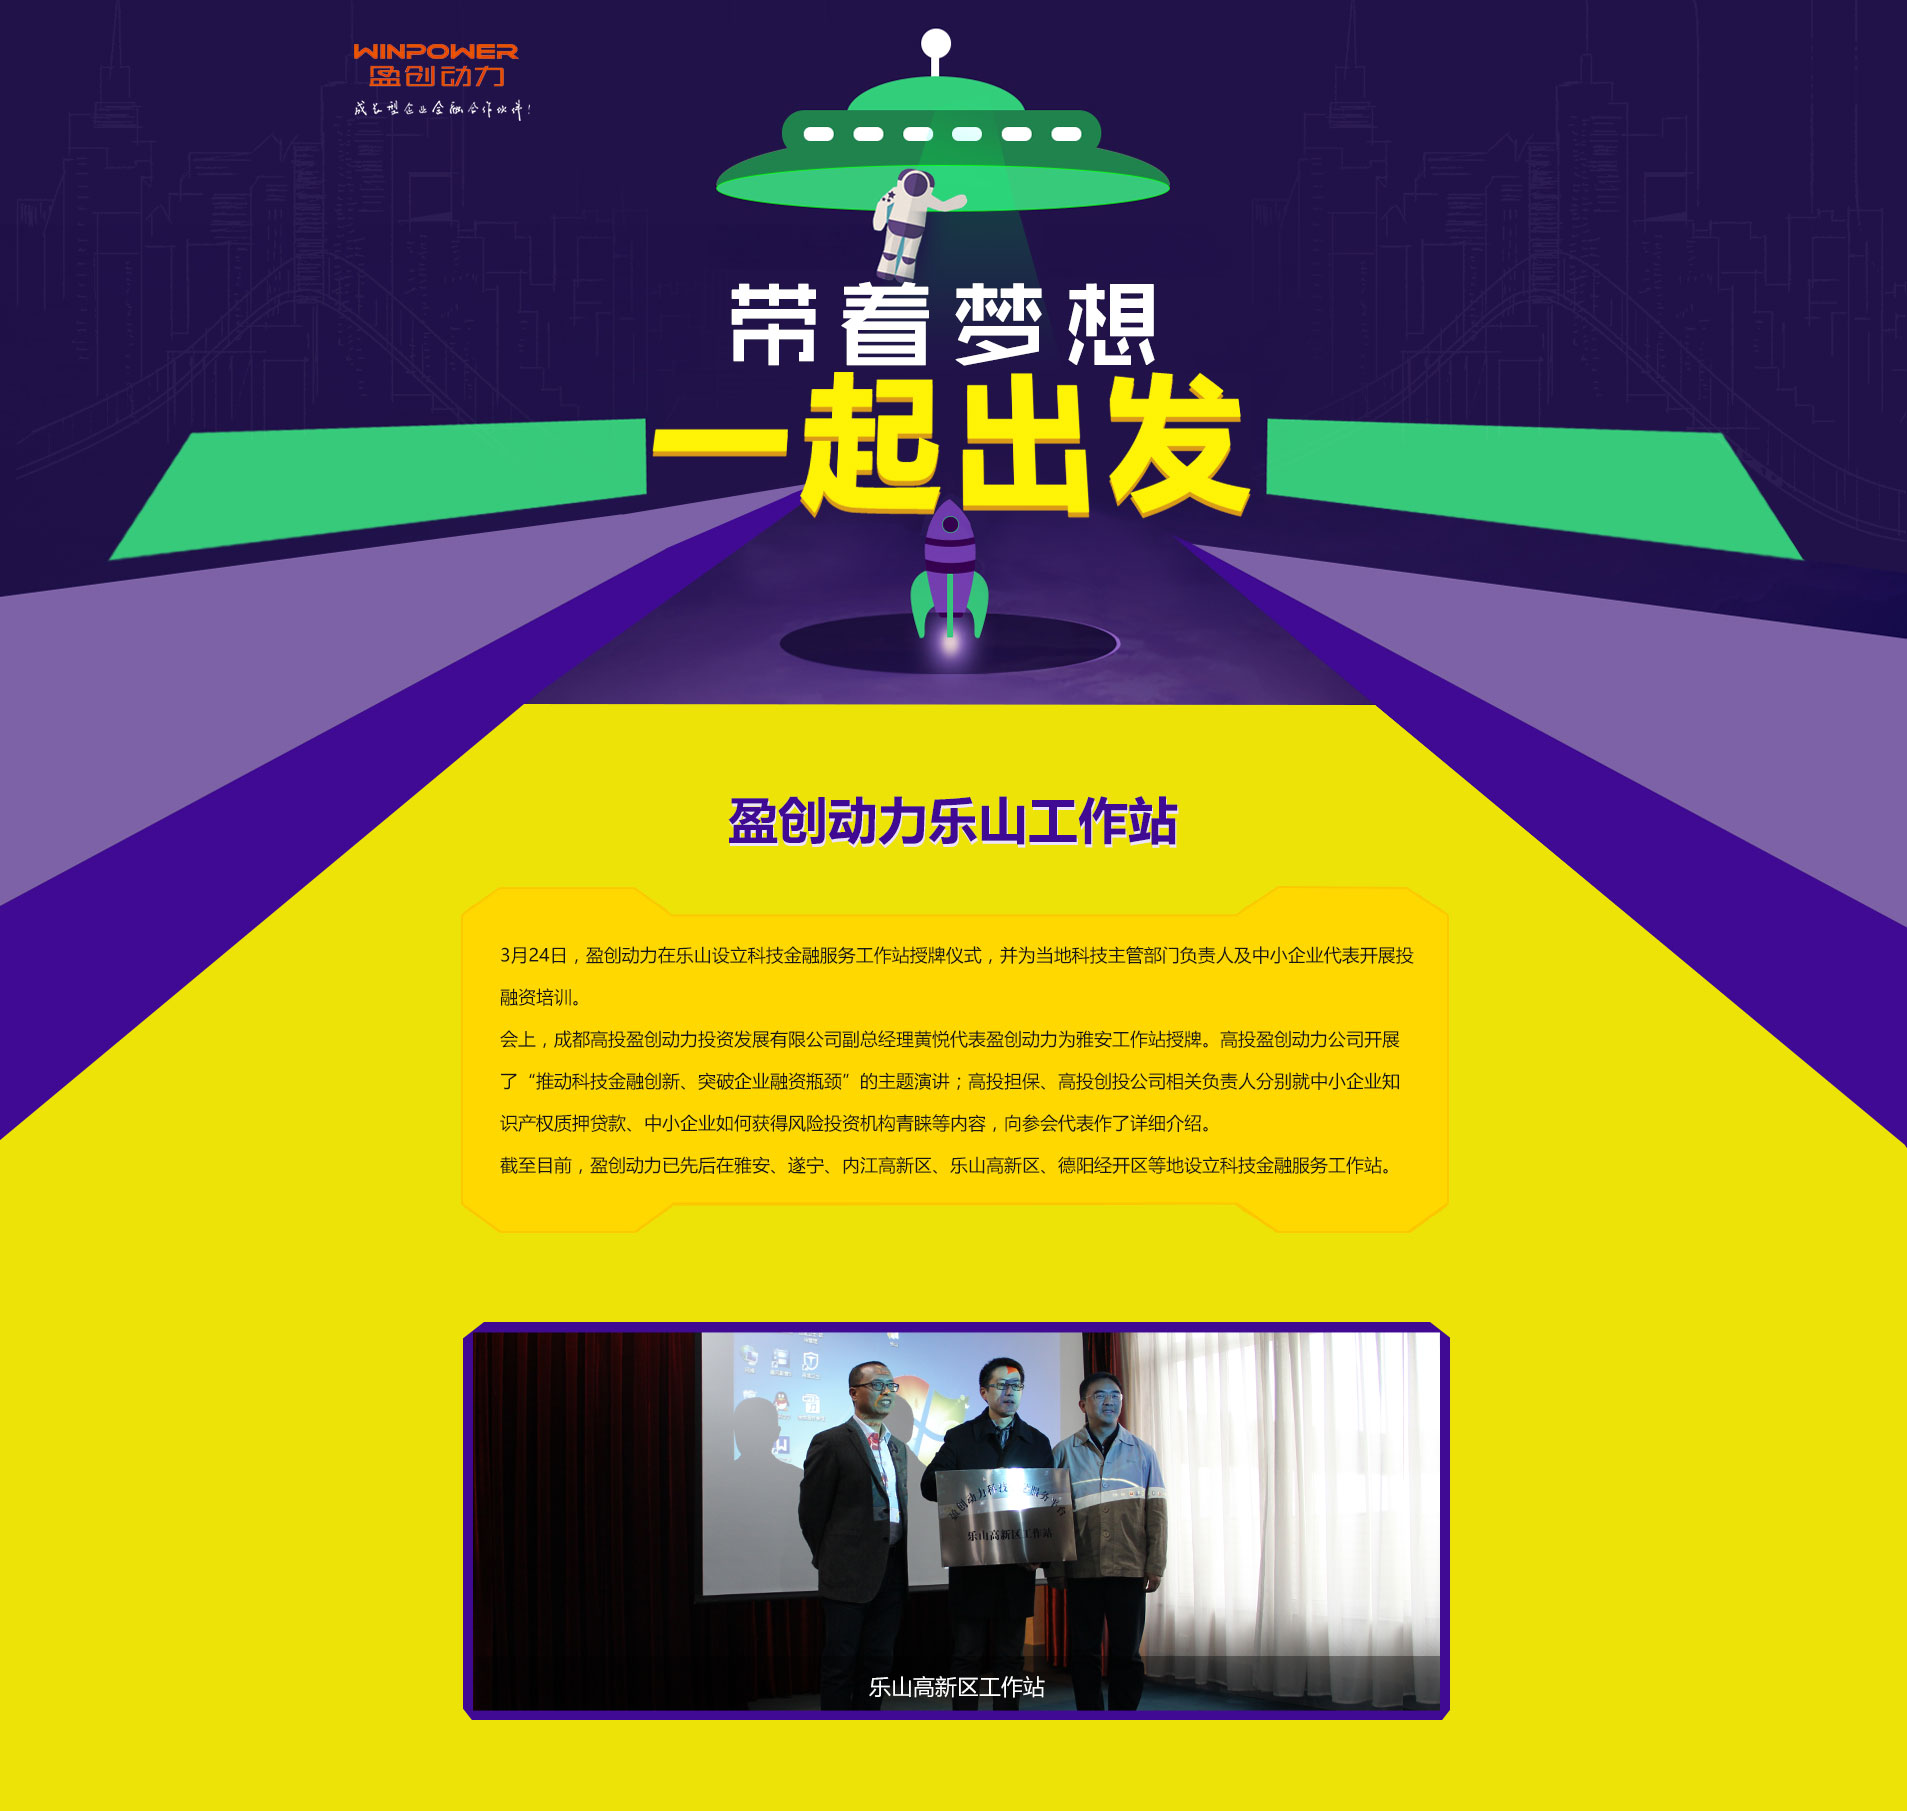 WINPOWER
盈创动力
成长型企业金融合作伙伴!
带着梦想
一起出发
盈创动力乐山工作站
3月24日，盈创动力在乐山设立科技金融服务工作站授牌仪式，并为当地科技主管部门负责人及中小企业代表开展投
融资培训。
会上，成都高投盈创动力投资发展有限公司副总经理黄悦代表盈创动力为雅安工作站授牌。高投盈创动力公司开展
了“推动科技金融创新、突破企业融资瓶颈”的主题演讲；高投担保、高投创投公司相关负责人分别就中小企业知
识产权质押贷款、中小企业如何获得风险投资机构青睐等内容，向参会代表作了详细介绍。
截至目前，盈创动力已先后在雅安、遂宁、内江高新区、乐山高新区、德阳经开区等地设立科技金融服务工作站。
盈创动力科技 服务平台
乐山高新区工作站
乐山高新区工作站